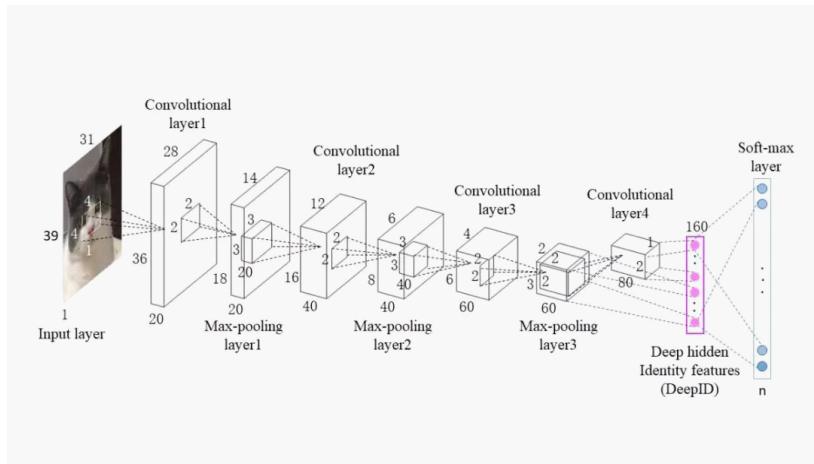 Convolutional
layer1
31
28
39
4
4
1
2
2
36
1
20
Input layer
14
3
3
20
18
20
Max-pooling
layer1
Convolutional
layer2
12
2
2
16
40
6
3
3
40
8
40
Max-pooling
layer2
Convolutional
layer3
4
2
2
6
60
2
2
2
3
60
Max-pooling
layer3
Convolutional
layer4
1
2
80
160
Deep hidden
Identity features
(DeepID)
Soft-max
layer
n